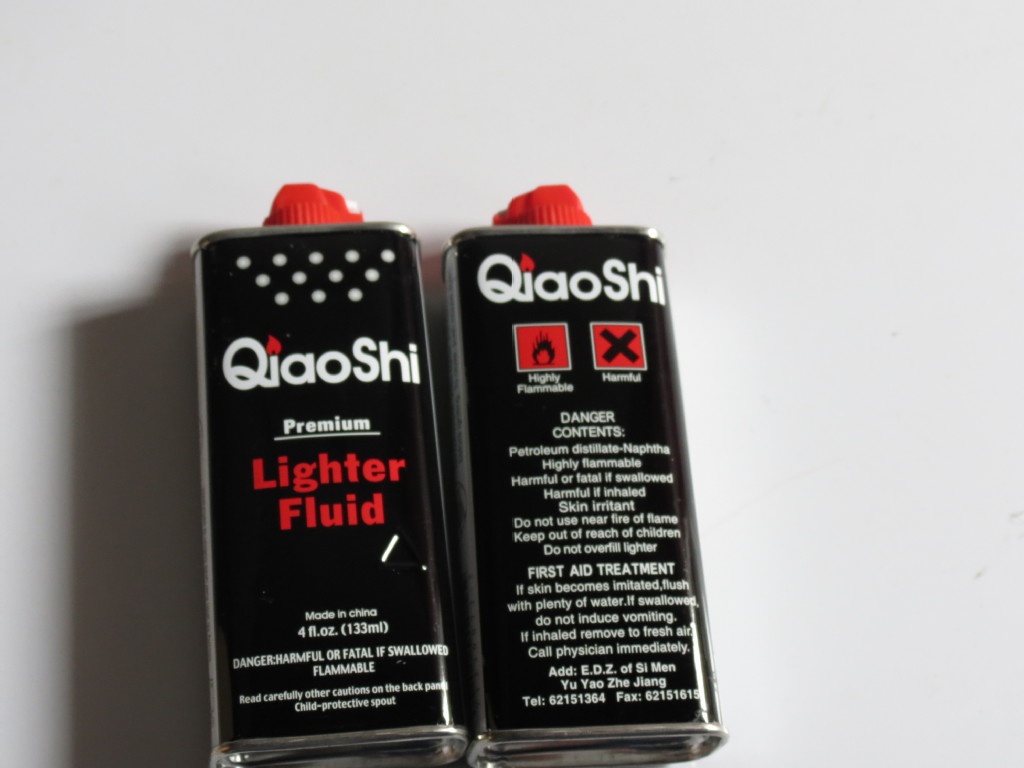 QiaoShi
Premium
Lighter
Fluid
Made in china
4 fl.oz. (133ml)
DANGER:HARMFUL OR FATAL IF SWALLOWED
FLAMMABLE
Read carefully other cautions on the back panel
Child-protective spout
QiaoShi
Highly
Flammable
Harmful
DANGER
CONTENTS:
Petroleum distillate-Naphtha
Highly flammable
Harmful or fatal if swallowed
Harmful if inhaled
Skin irritant
Do not use near fire of flame
Keep out of reach of children
Do not overfill lighter
FIRST AID TREATMENT
If skin becomes imitated,flush
with plenty of water.If swallowed,
do not induce vomiting.
If inhaled remove to fresh air.
Call physician immediately.
Add: E.D.Z. of Si Men
Yu Yao Zhe Jiang
Tel: 62151364 Fax: 62151615